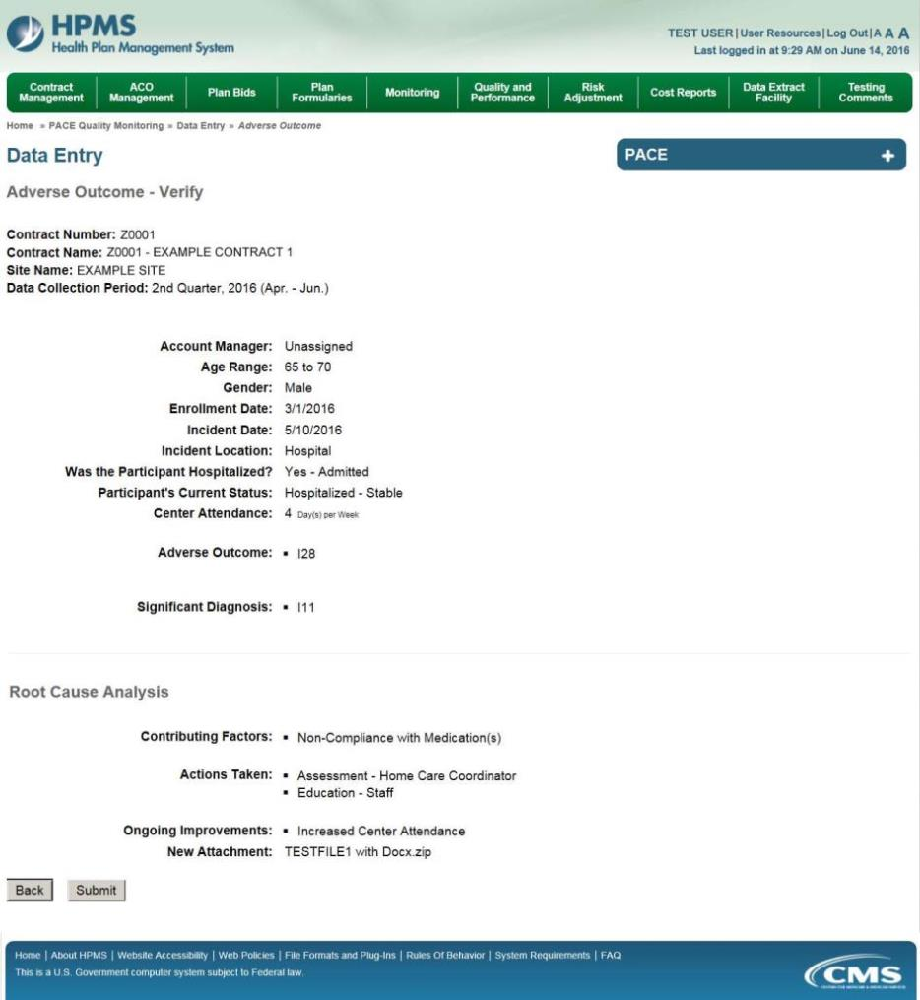 HPMS
Health Plan Management System
TEST USER | User Resources | Log Out | A A A
Last logged in at 9:29 AM on June 14, 2016
Contract Management
ACO Management
Plan Bids
Plan Formularies
Monitoring
Quality and Performance
Risk Adjustment
Cost Reports
Data Extract Facility
Testing Comments
Home » PACE Quality Monitoring » Data Entry » Adverse Outcome
Data Entry
PACE +
Adverse Outcome - Verify
Contract Number: Z0001
Contract Name: Z0001 - EXAMPLE CONTRACT 1
Site Name: EXAMPLE SITE
Data Collection Period: 2nd Quarter, 2016 (Apr. - Jun.)
Account Manager: Unassigned
Age Range: 65 to 70
Gender: Male
Enrollment Date: 3/1/2016
Incident Date: 5/10/2016
Incident Location: Hospital
Was the Participant Hospitalized? Yes - Admitted
Participant's Current Status: Hospitalized - Stable
Center Attendance: 4 Day(s) per Week
Adverse Outcome: ▪ I28
Significant Diagnosis: ▪ I11
Root Cause Analysis
Contributing Factors: ▪ Non-Compliance with Medication(s)
Actions Taken: ▪ Assessment - Home Care Coordinator
▪ Education - Staff
Ongoing Improvements: ▪ Increased Center Attendance
New Attachment: TESTFILE1 with Docx.zip
Back Submit
Home | About HPMS | Website Accessibility | Web Policies | File Formats and Plug-Ins | Rules Of Behavior | System Requirements | FAQ
This is a U.S. Government computer system subject to Federal law.
CMS
CENTERS FOR MEDICARE & MEDICAID SERVICES